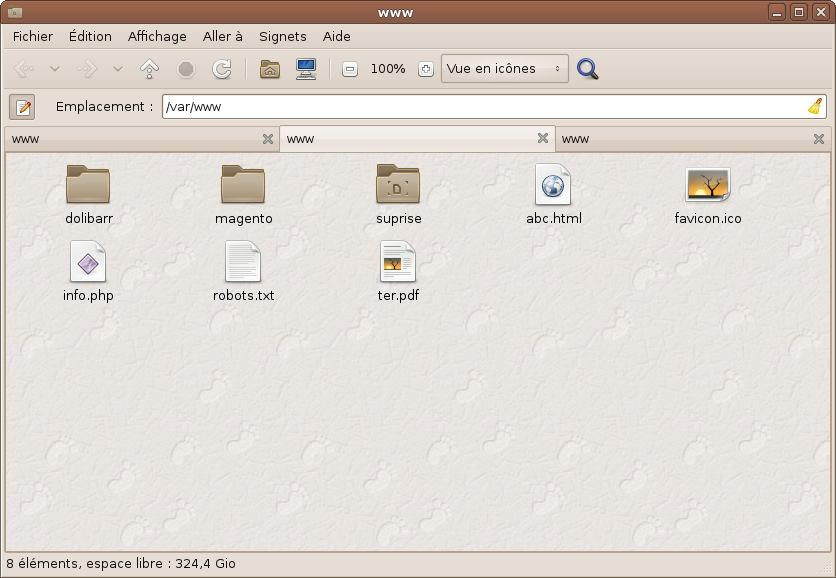 www
Fichier Édition Affichage Aller à Signets Aide
100% Vue en icônes
Emplacement : /var/www
www www www
dolibarr magento suprise abc.html favicon.ico
info.php robots.txt ter.pdf
8 éléments, espace libre : 324,4 Gio